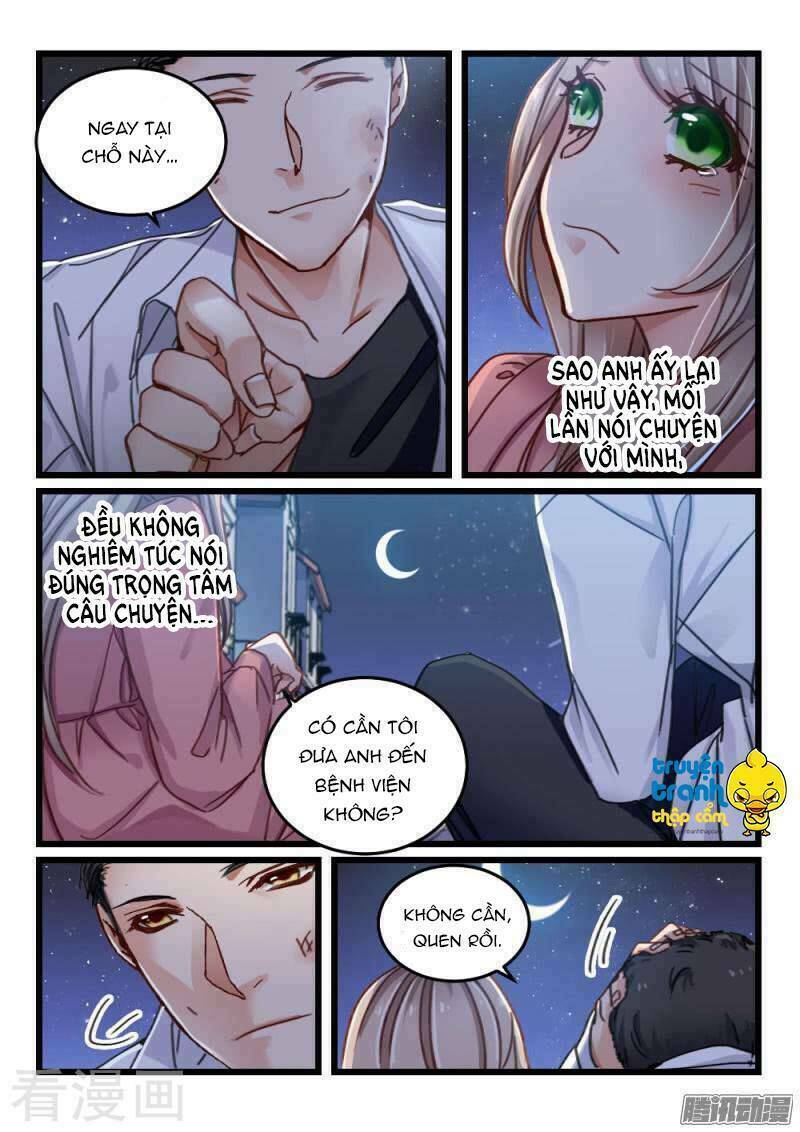 NGAY TẠI
CHỖ NÀY...
SAO ANH ẤY LẠI
NHƯ VẬY, MỖI
LẦN NÓI CHUYỆN
VỚI MÌNH,
ĐỀU KHÔNG
NGHIÊM TÚC NÓI
ĐÚNG TRỌNG TÂM
CÂU CHUYỆN...
CÓ CẦN TÔI
ĐƯA ANH ĐẾN
BỆNH VIỆN
KHÔNG?
truyện
tranh
thập cẩm
KHÔNG CẦN,
QUEN RỒI.
看漫画
腾讯动漫